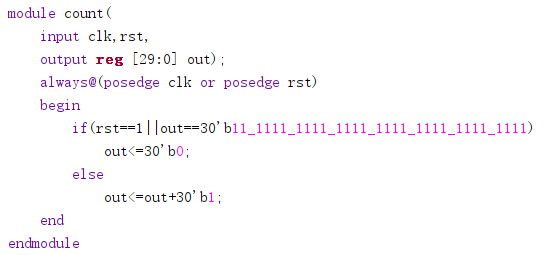 module count(
    input clk,rst,
    output reg [29:0] out);
    always@(posedge clk or posedge rst)
    begin
        if(rst==1||out==30'b11_1111_1111_1111_1111_1111_1111_1111)
            out<=30'b0;
        else
            out<=out+30'b1;
    end
endmodule